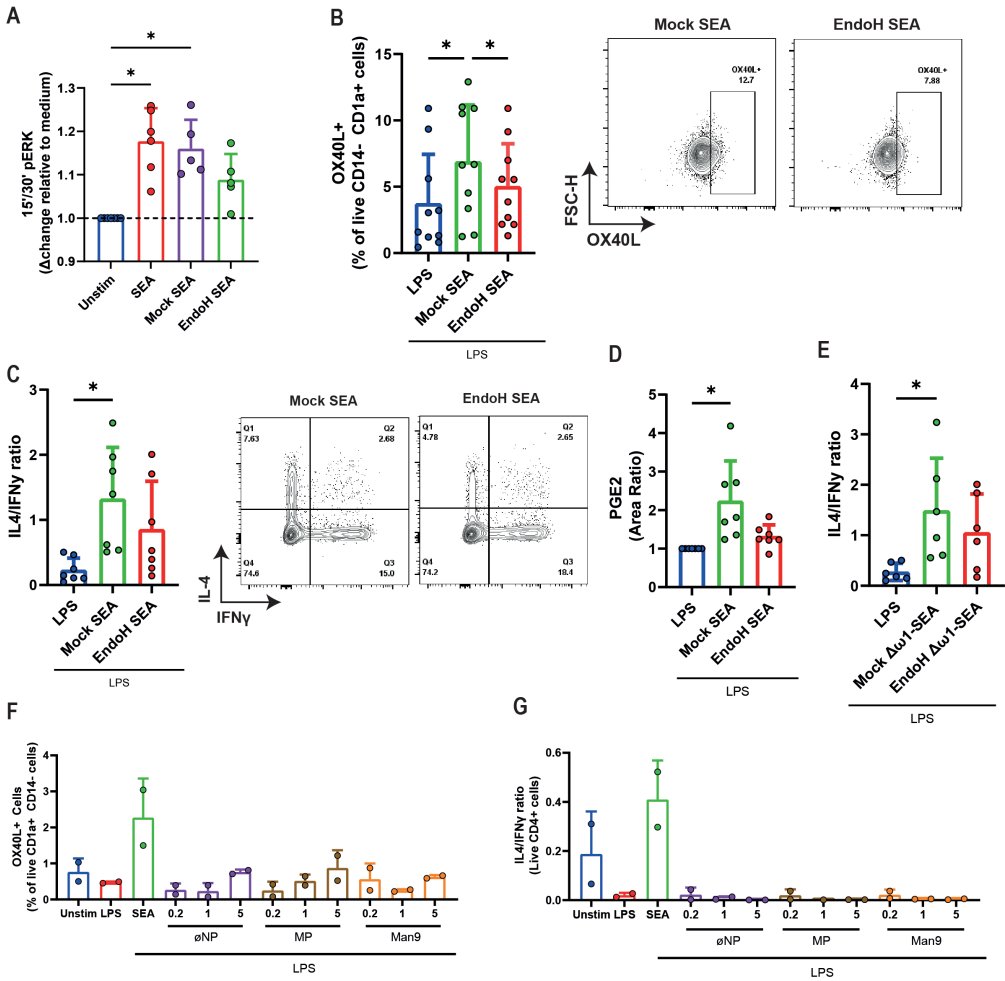 A
*
*
15'/30' pERK
(Δchange relative to medium)
1.3
1.2
1.1
1.0
0.9
Unstim
SEA
Mock SEA
EndoH SEA
B
*
*
OX40L+
(% of live CD14- CD1a+ cells)
15
10
5
0
LPS
Mock SEA
EndoH SEA
LPS
Mock SEA
EndoH SEA
OX40L+
12.7
OX40L+
7.88
FSC-H
OX40L
C
*
IL4/IFNy ratio
3
2
1
0
LPS
Mock SEA
EndoH SEA
LPS
Mock SEA
EndoH SEA
Q1
7.63
Q2
2.68
Q4
74.6
Q3
15.0
Q1
4.78
Q2
2.65
Q4
74.2
Q3
18.4
IL-4
IFNγ
D
*
PGE2
(Area Ratio)
5
4
3
2
1
0
LPS
Mock SEA
EndoH SEA
LPS
E
*
IL4/IFNy ratio
4
3
2
1
0
LPS
Mock Δω1-SEA
EndoH Δω1-SEA
LPS
F
OX40L+ Cells
(% of live CD1a+ CD14- cells)
4
3
2
1
0
Unstim LPS SEA 0.2 1 5 0.2 1 5 0.2 1 5
øNP MP Man9
LPS
G
IL4/IFNγ ratio
(Live CD4+ cells)
0.6
0.4
0.2
0.0
Unstim LPS SEA 0.2 1 5 0.2 1 5 0.2 1 5
øNP MP Man9
LPS